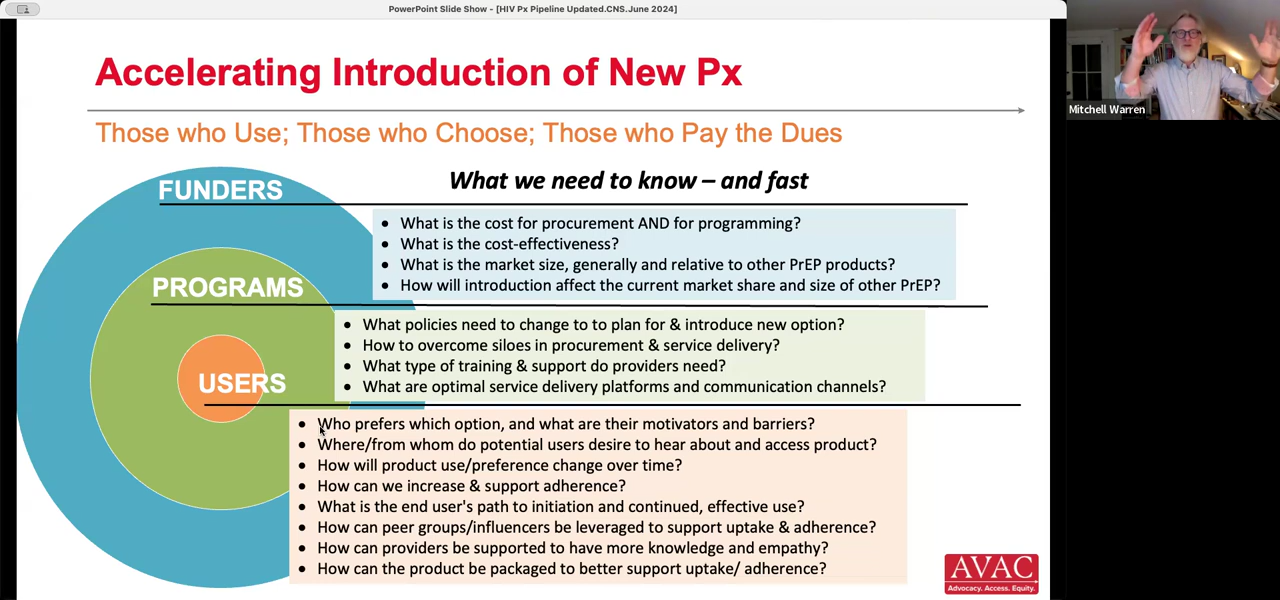 PowerPoint Slide Show - [HIV Px Pipeline Updated.CNS.June 2024]
Accelerating Introduction of New Px
Mitchell Warren
Those who Use; Those who Choose; Those who Pay the Dues
What we need to know – and fast
FUNDERS
• What is the cost for procurement AND for programming?
• What is the cost-effectiveness?
• What is the market size, generally and relative to other PrEP products?
• How will introduction affect the current market share and size of other PrEP?
PROGRAMS
• What policies need to change to to plan for & introduce new option?
• How to overcome siloes in procurement & service delivery?
• What type of training & support do providers need?
• What are optimal service delivery platforms and communication channels?
USERS
• Who prefers which option, and what are their motivators and barriers?
• Where/from whom do potential users desire to hear about and access product?
• How will product use/preference change over time?
• How can we increase & support adherence?
• What is the end user's path to initiation and continued, effective use?
• How can peer groups/influencers be leveraged to support uptake & adherence?
• How can providers be supported to have more knowledge and empathy?
• How can the product be packaged to better support uptake/ adherence?
AVAC
Advocacy. Access. Equity.